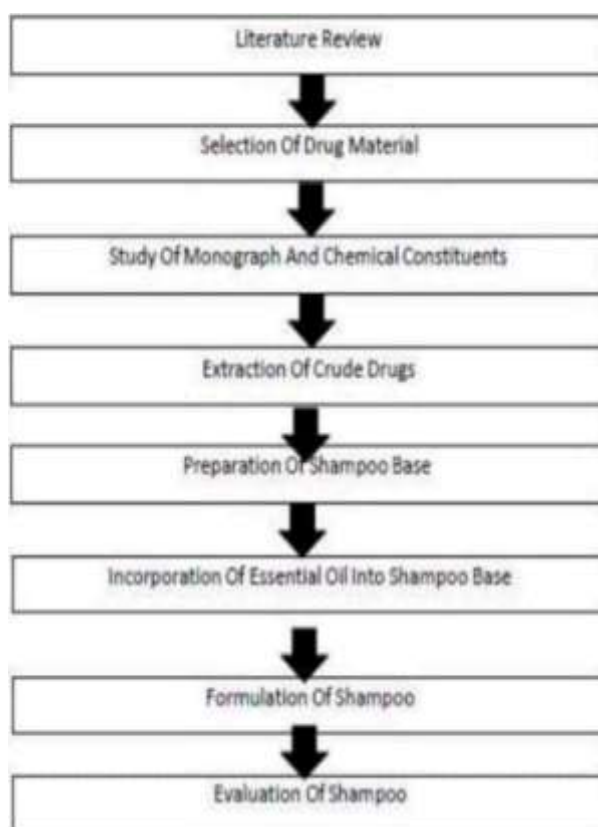 Literature Review
Selection Of Drug Material
Study Of Monograph And Chemical Constituents
Extraction Of Crude Drugs
Preparation Of Shampoo Base
Incorporation Of Essential Oil Into Shampoo Base
Formulation Of Shampoo
Evaluation Of Shampoo